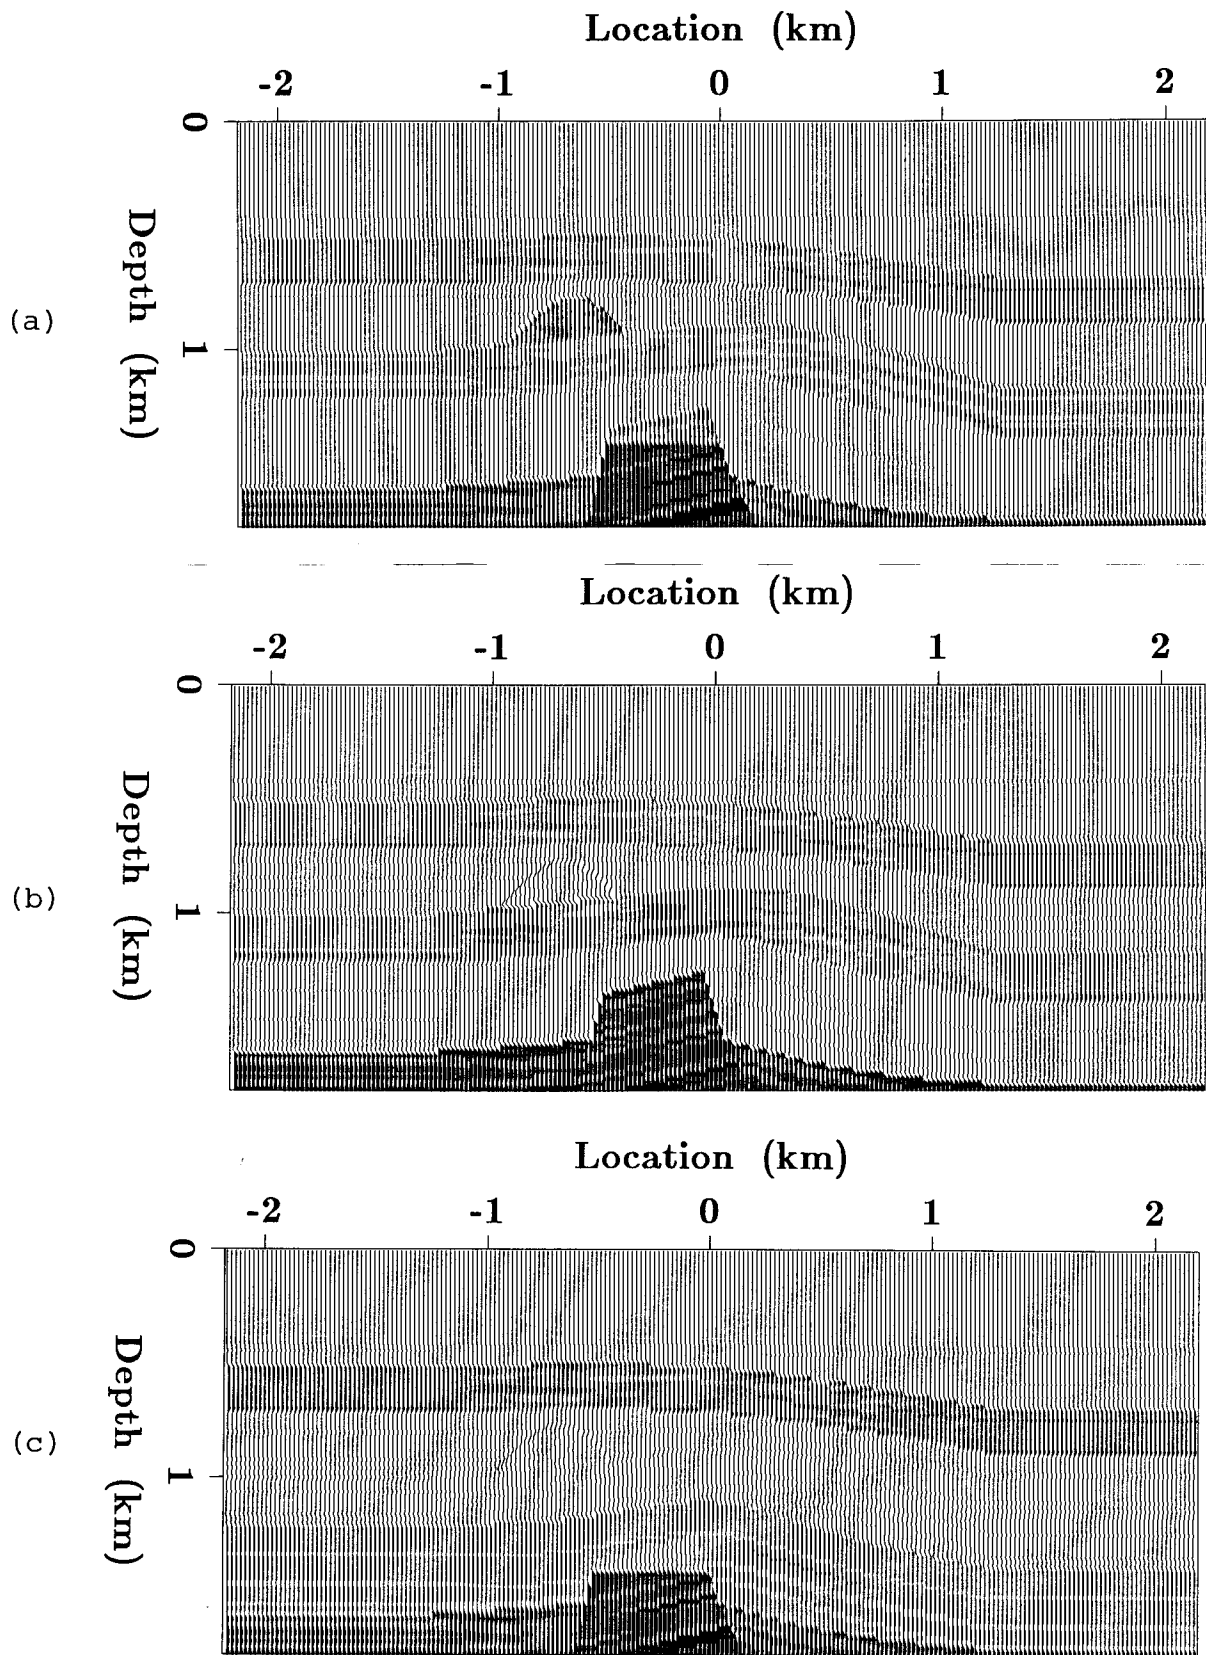 Location (km)
-2 -1 0 1 2
0
1
Depth (km)
(a)
Location (km)
-2 -1 0 1 2
0
1
Depth (km)
(b)
Location (km)
-2 -1 0 1 2
0
1
Depth (km)
(c)